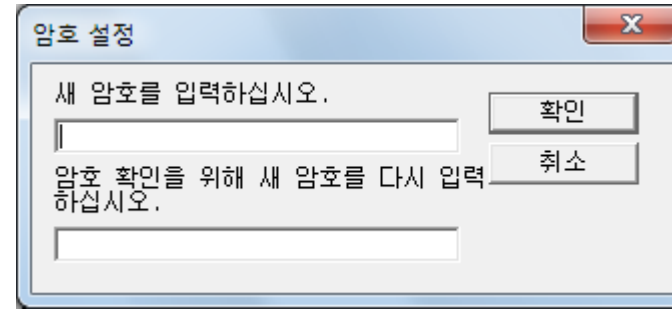 암호 설정
새 암호를 입력하십시오.
확인
취소
암호 확인을 위해 새 암호를 다시 입력
하십시오.